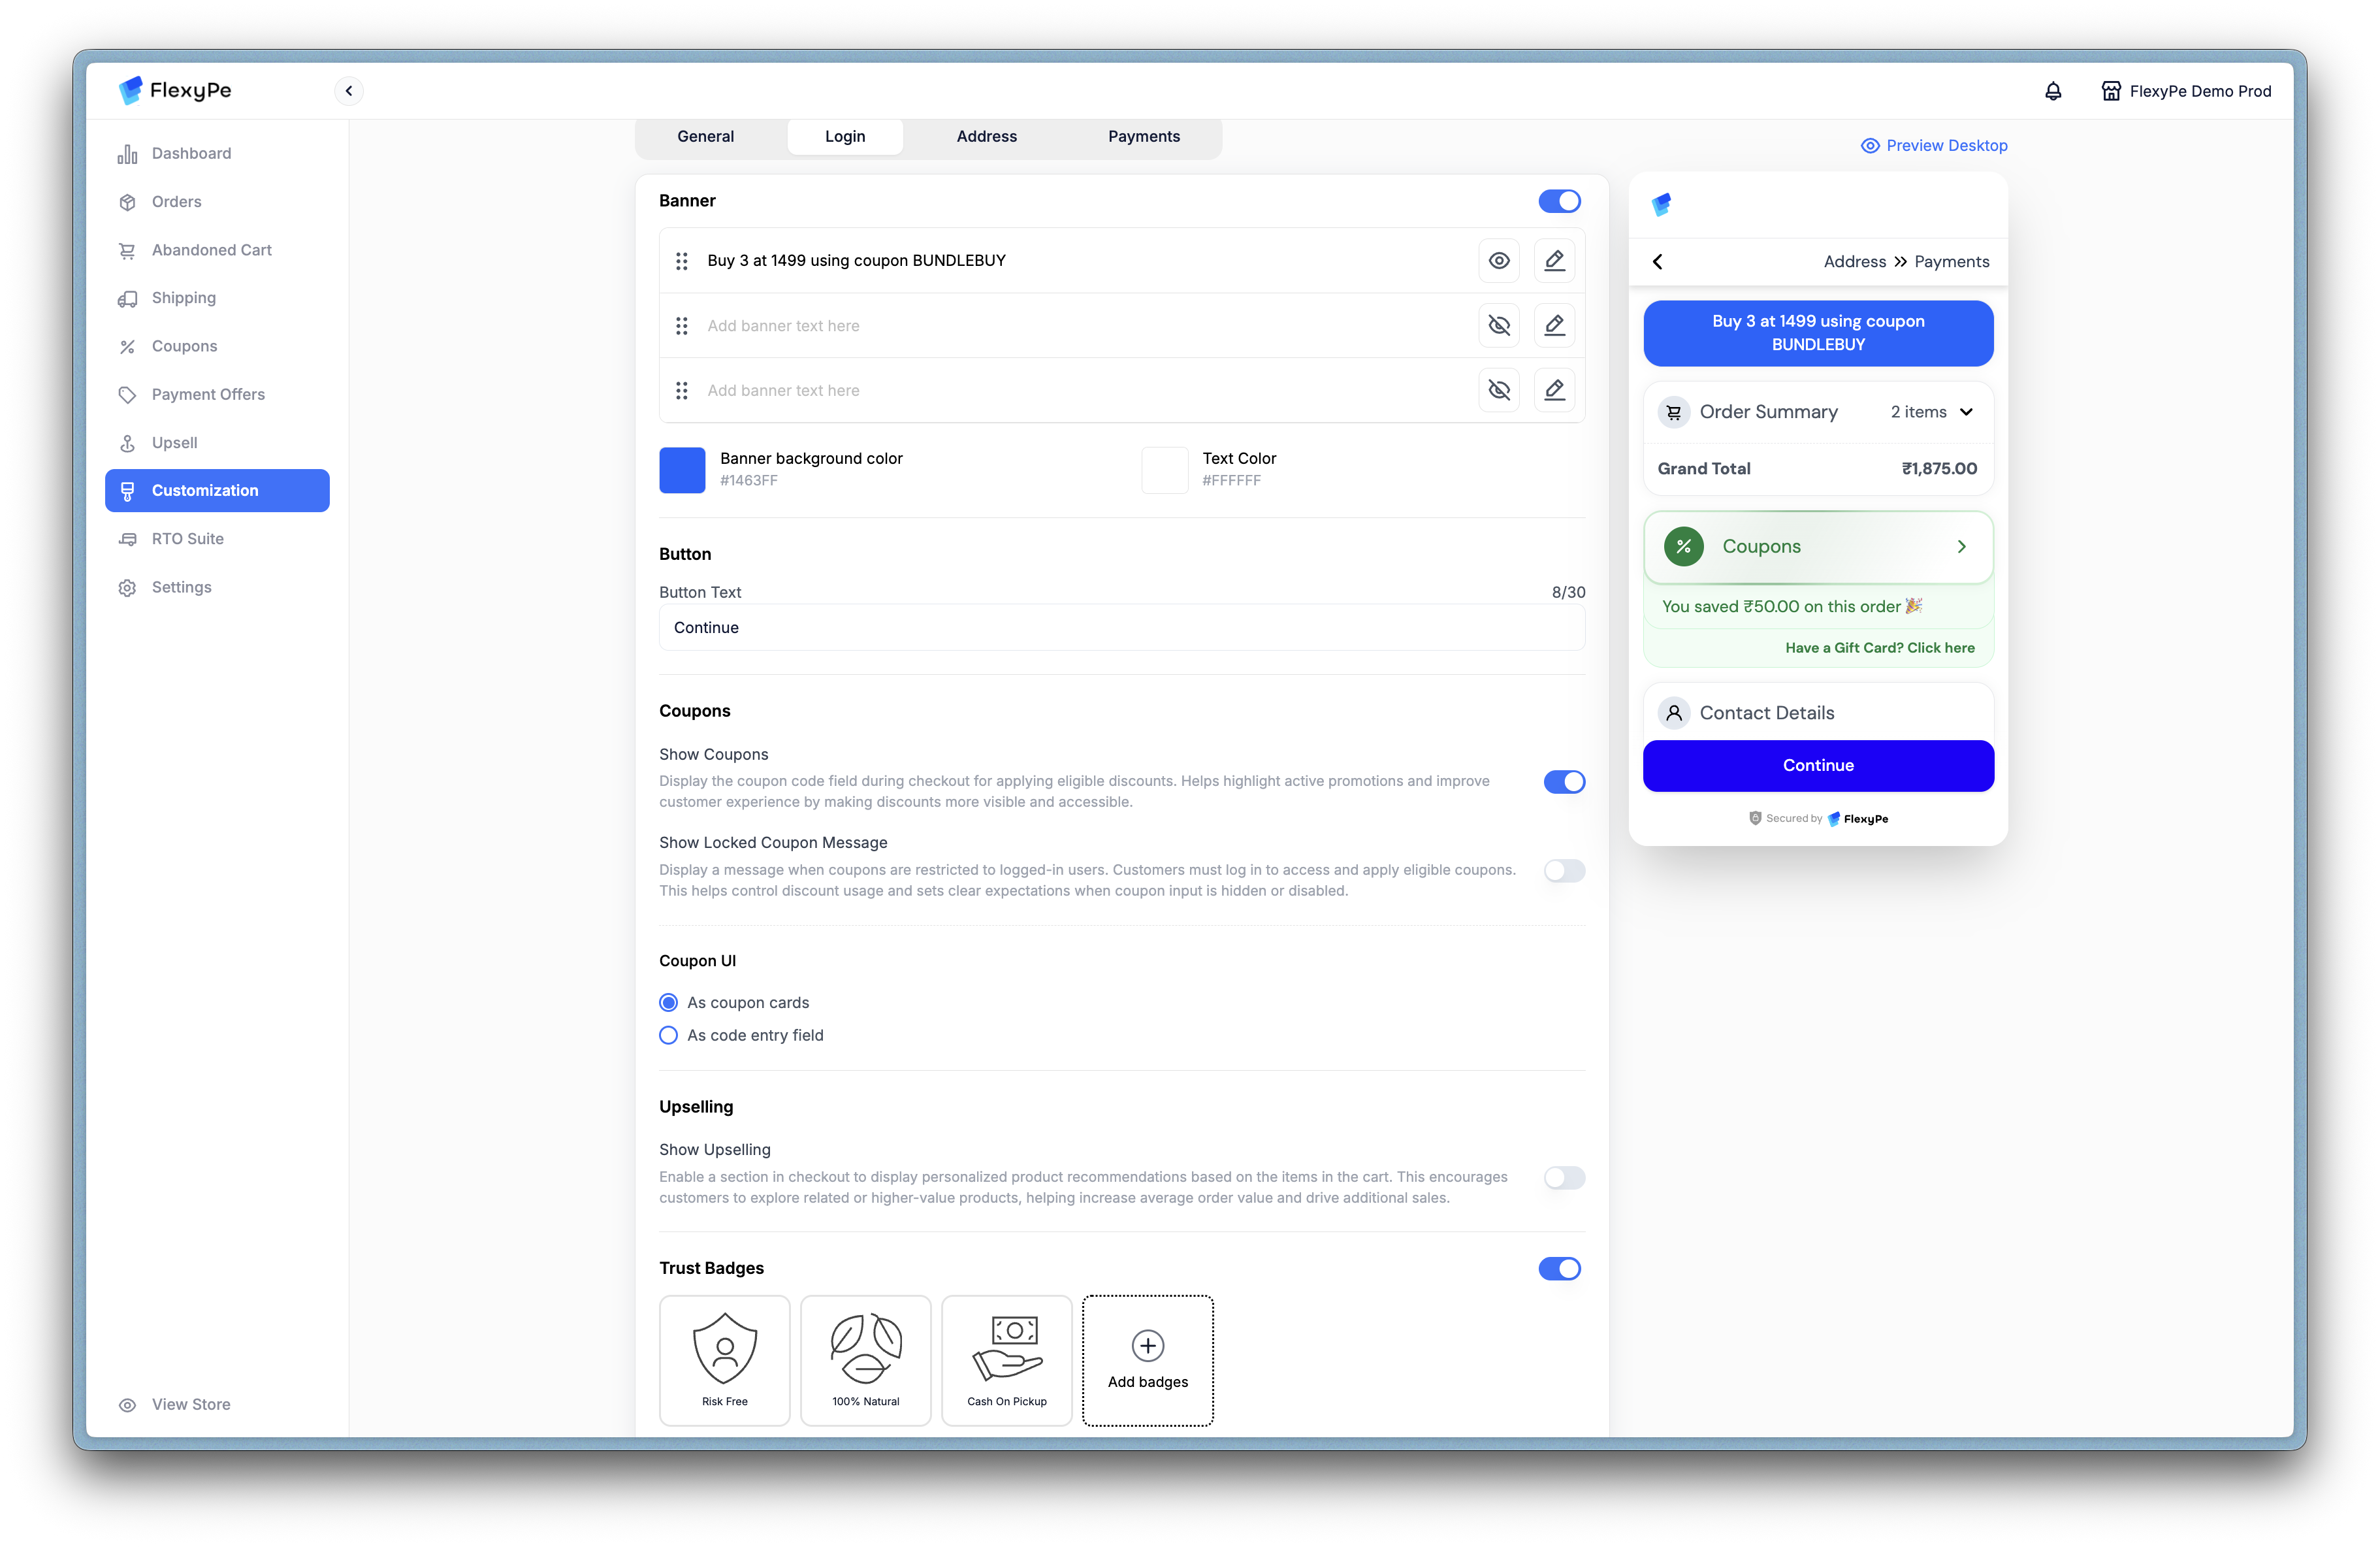 FlexyPe
FlexyPe Demo Prod
Dashboard
Orders
Abandoned Cart
Shipping
Coupons
Payment Offers
Upsell
Customization
RTO Suite
Settings
View Store
General
Login
Address
Payments
Banner
Buy 3 at 1499 using coupon BUNDLEBUY
Add banner text here
Add banner text here
Banner background color
#1463FF
Text Color
#FFFFFF
Button
Button Text
8/30
Continue
Coupons
Show Coupons
Display the coupon code field during checkout for applying eligible discounts. Helps highlight active promotions and improve
customer experience by making discounts more visible and accessible.
Show Locked Coupon Message
Display a message when coupons are restricted to logged-in users. Customers must log in to access and apply eligible coupons.
This helps control discount usage and sets clear expectations when coupon input is hidden or disabled.
Coupon UI
As coupon cards
As code entry field
Upselling
Show Upselling
Enable a section in checkout to display personalized product recommendations based on the items in the cart. This encourages
customers to explore related or higher-value products, helping increase average order value and drive additional sales.
Trust Badges
Risk Free
100% Natural
Cash On Pickup
Add badges
Preview Desktop
Address » Payments
Buy 3 at 1499 using coupon
BUNDLEBUY
Order Summary
2 items
Grand Total
₹1,875.00
Coupons
You saved ₹50.00 on this order 🎉
Have a Gift Card? Click here
Contact Details
Continue
Secured by FlexyPe